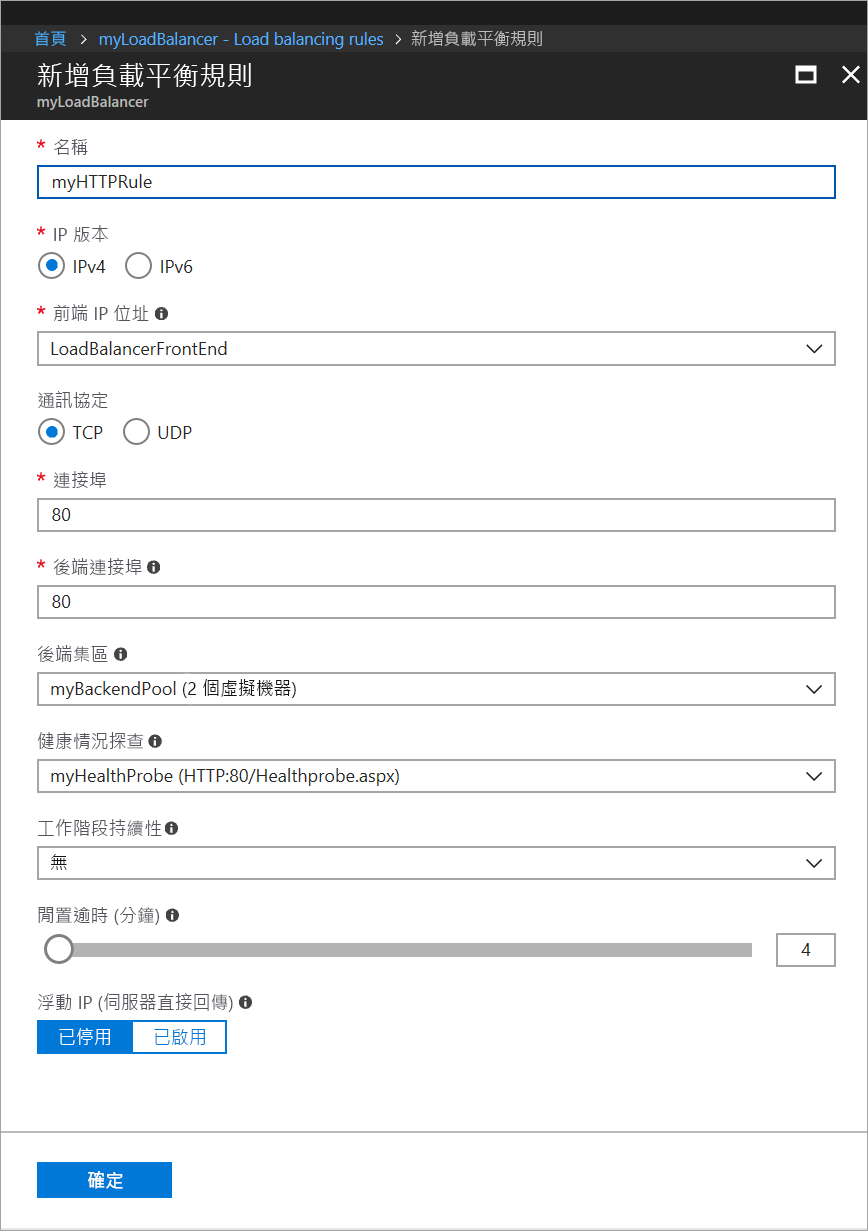 首頁 > myLoadBalancer - Load balancing rules > 新增負載平衡規則
新增負載平衡規則
myLoadBalancer
* 名稱
myHTTPRule
* IP 版本
IPv4 IPv6
* 前端 IP 位址
LoadBalancerFrontEnd
通訊協定
TCP UDP
* 連接埠
80
* 後端連接埠
80
後端集區
myBackendPool (2 個虛擬機器)
健康情況探查
myHealthProbe (HTTP:80/Healthprobe.aspx)
工作階段持續性
無
閒置逾時 (分鐘)
4
浮動 IP (伺服器直接回傳)
已停用 已啟用
確定